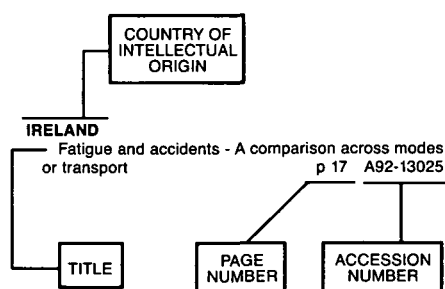 COUNTRY OF
INTELLECTUAL
ORIGIN
IRELAND
Fatigue and accidents - A comparison across modes
or transport
p 17 A92-13025
TITLE
PAGE
NUMBER
ACCESSION
NUMBER